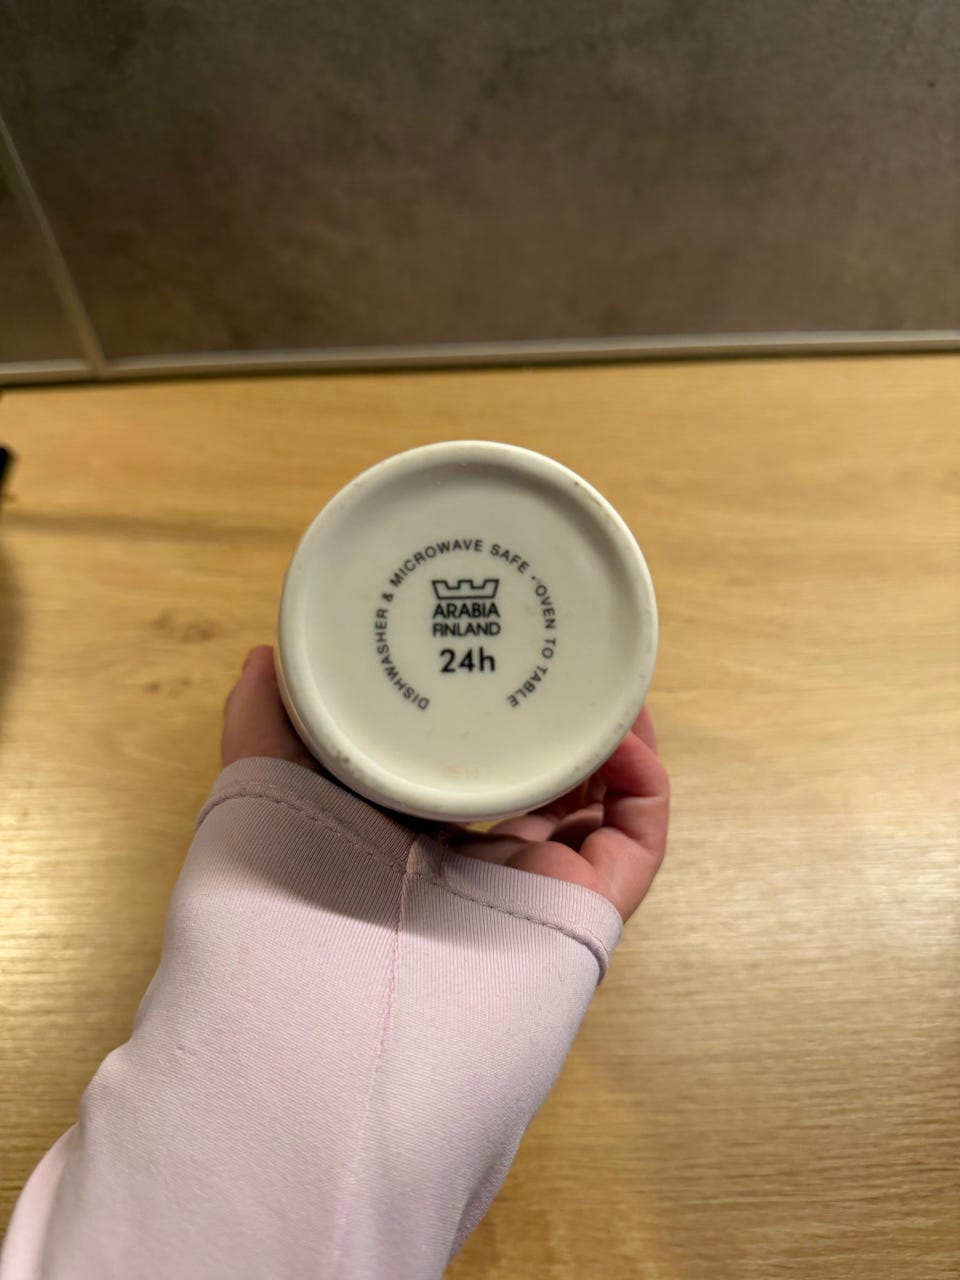 DISHWASHER & MICROWAVE SAFE • OVEN TO TABLE
ARABIA
FINLAND
24h